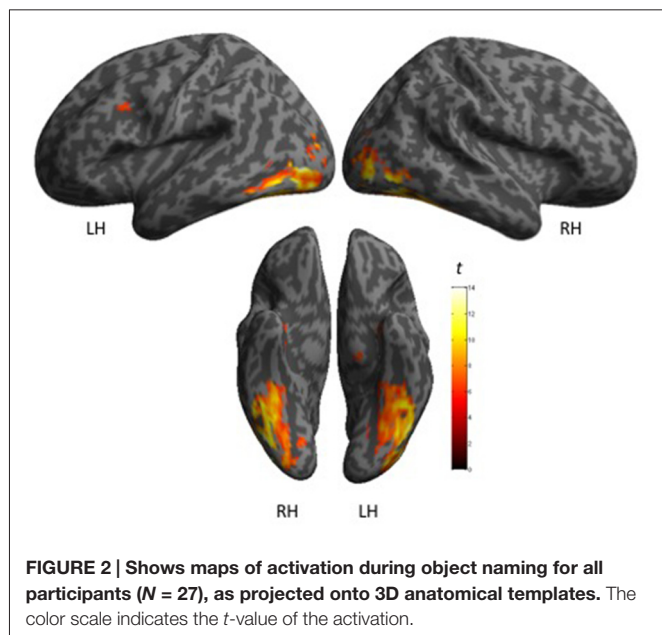 LH
RH
t
14
12
10
8
6
4
2
0
RH
LH
FIGURE 2 | Shows maps of activation during object naming for all
participants (N = 27), as projected onto 3D anatomical templates. The
color scale indicates the t-value of the activation.